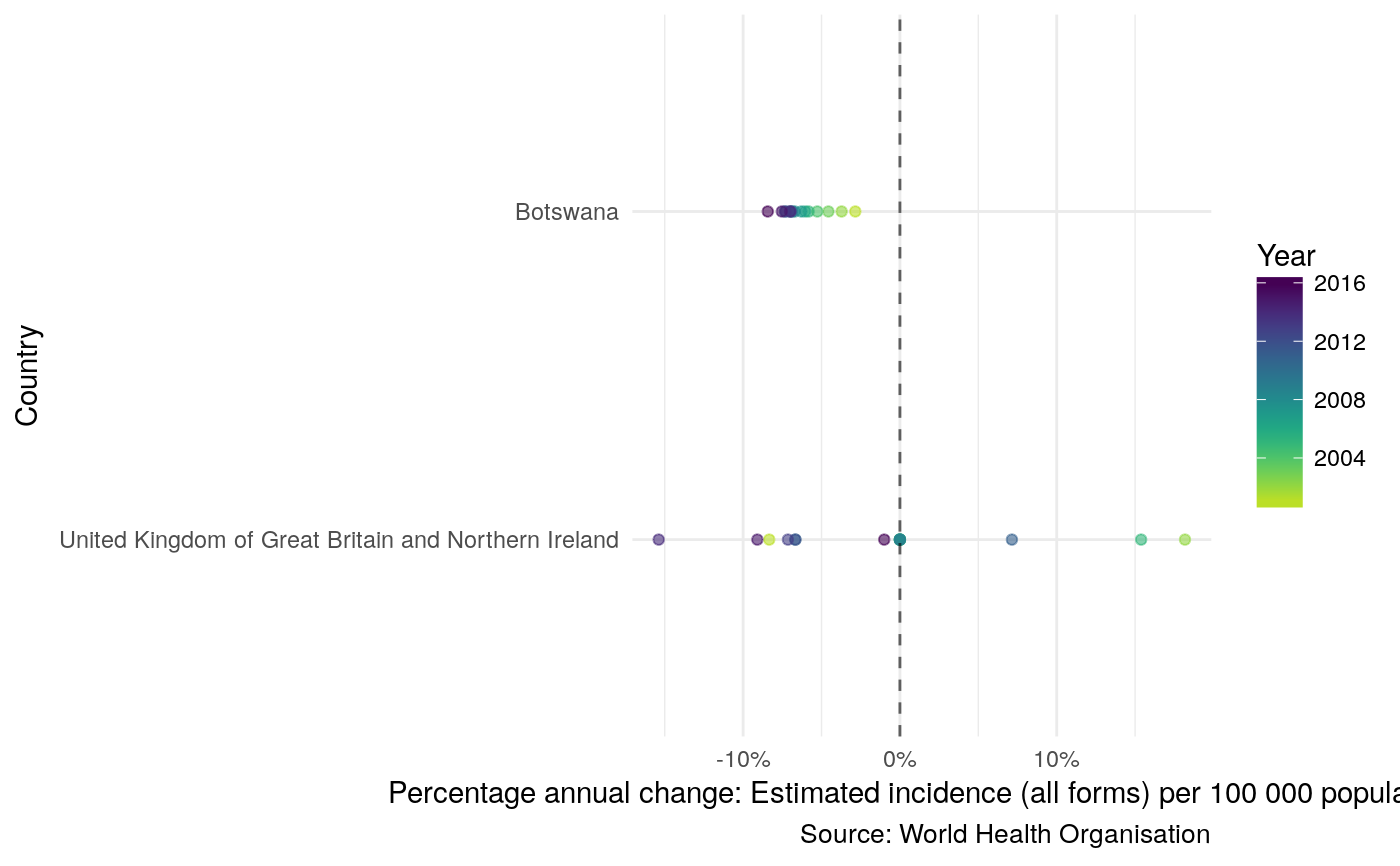 Botswana
United Kingdom of Great Britain and Northern Ireland
Country
-10% 0% 10%
Percentage annual change: Estimated incidence (all forms) per 100 000
Source: World Health Organisation
Year
2016
2012
2008
2004